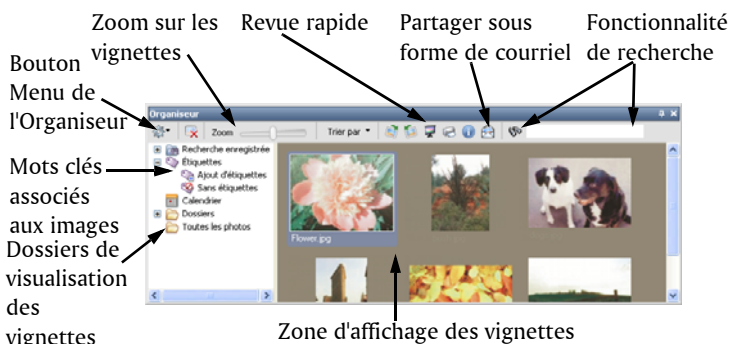 Zoom sur les
vignettes
Revue rapide
Partager sous
forme de courriel
Fonctionnalité
de recherche
Bouton
Menu de
l'Organiseur
Mots clés
associés
aux images
Dossiers de
visualisation
des
vignettes
Organiseur
Zoom
Trier par
Recherche enregistrée
Étiquettes
Ajout d'étiquettes
Sans étiquettes
Calendrier
Dossiers
Toutes les photos
Flower.jpg
Zone d'affichage des vignettes